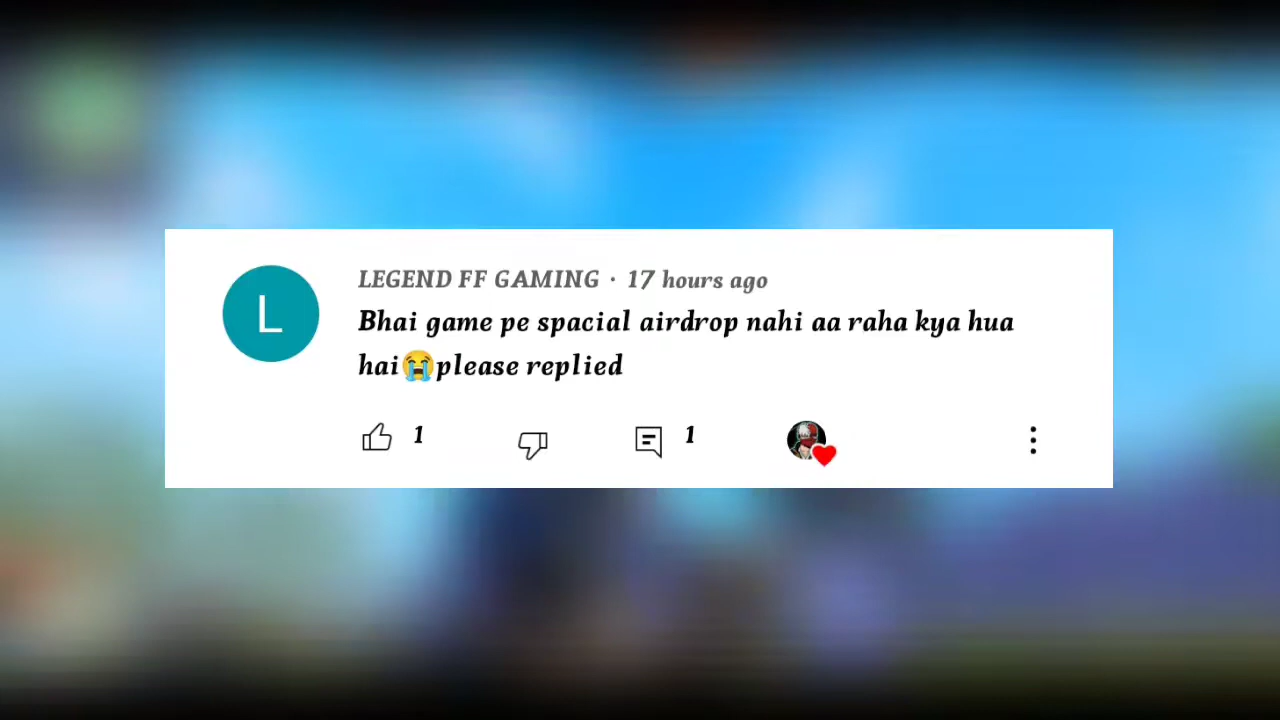 L
LEGEND FF GAMING · 17 hours ago
Bhai game pe spacial airdrop nahi aa raha kya hua
hai😭please replied
1
1